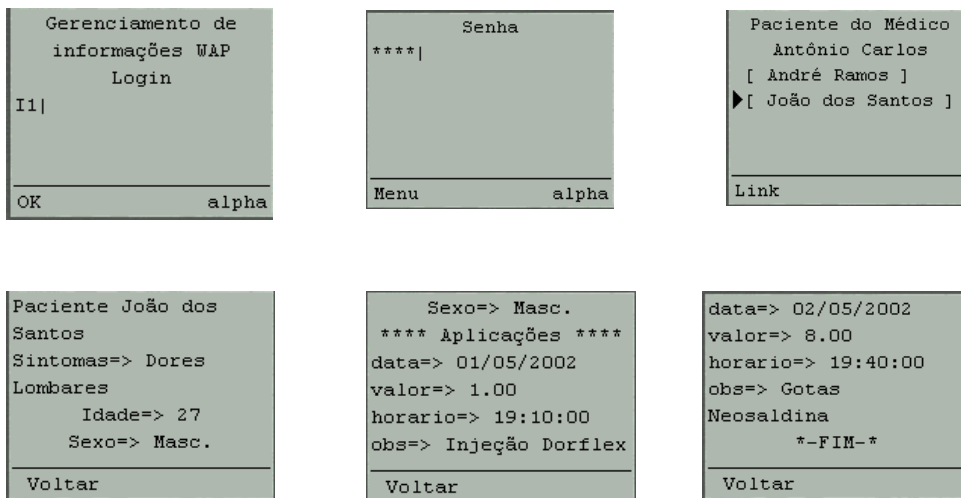 Gerenciamento de
informações WAP
Login
I1|
OK alpha
Senha
****|
Menu alpha
Paciente do Médico
Antônio Carlos
[ André Ramos ]
[ João dos Santos ]
Link
Paciente João dos
Santos
Sintomas=> Dores
Lombares
Idade=> 27
Sexo=> Masc.
Voltar
Sexo=> Masc.
**** Aplicações ****
data=> 01/05/2002
valor=> 1.00
horario=> 19:10:00
obs=> Injeção Dorflex
Voltar
data=> 02/05/2002
valor=> 8.00
horario=> 19:40:00
obs=> Gotas
Neosaldina
*-FIM-*
Voltar